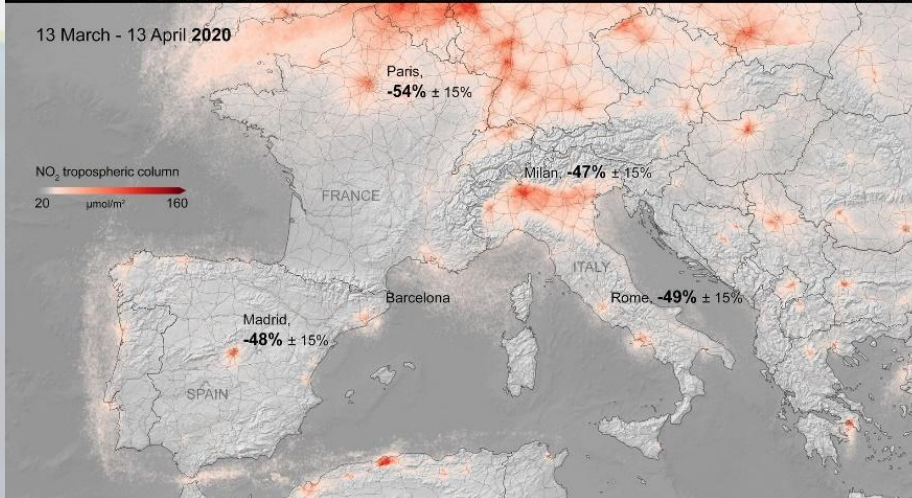 13 March - 13 April 2020
Paris,
-54% ± 15%
NO₂ tropospheric column
20 µmol/m² 160
FRANCE
Milan, -47% ± 15%
ITALY
Barcelona
Rome, -49% ± 15%
Madrid,
-48% ± 15%
SPAIN